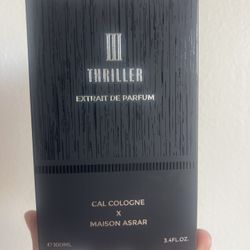 III
THRILLER
EXTRAIT DE PARFUM
CAL COLOGNE
X
MAISON ASRAR
e 100ML
3.4FL.OZ.